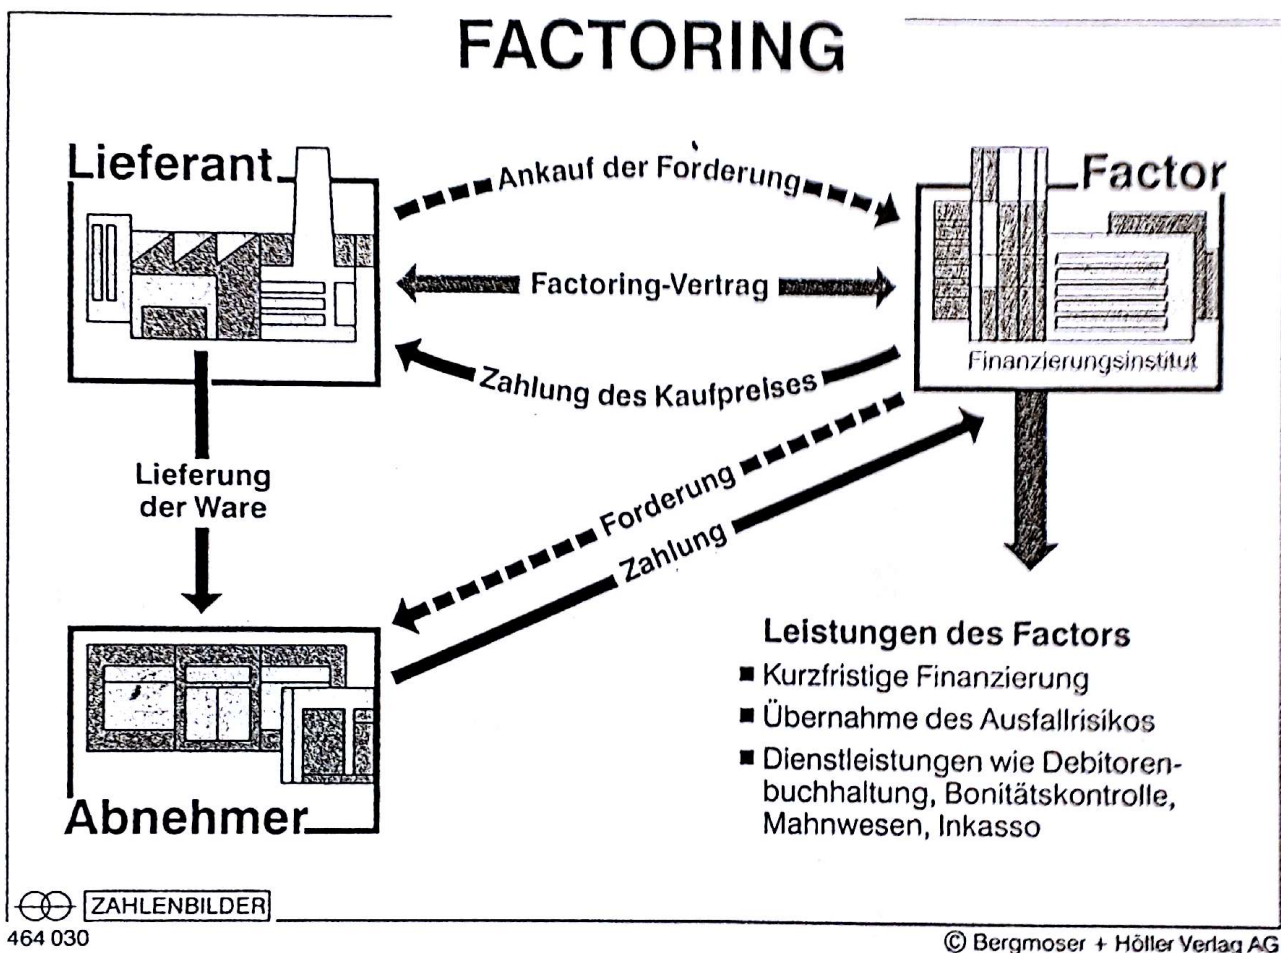 FACTORING
Lieferant
Ankauf der Forderung
Factor
Factoring-Vertrag
Finanzierungsinstitut
Zahlung des Kaufpreises
Lieferung
der Ware
Forderung
Zahlung
Abnehmer
Leistungen des Factors
■ Kurzfristige Finanzierung
■ Übernahme des Ausfallrisikos
■ Dienstleistungen wie Debitoren-
buchhaltung, Bonitätskontrolle,
Mahnwesen, Inkasso
ZAHLENBILDER
464 030
© Bergmoser + Höller Verlag AG